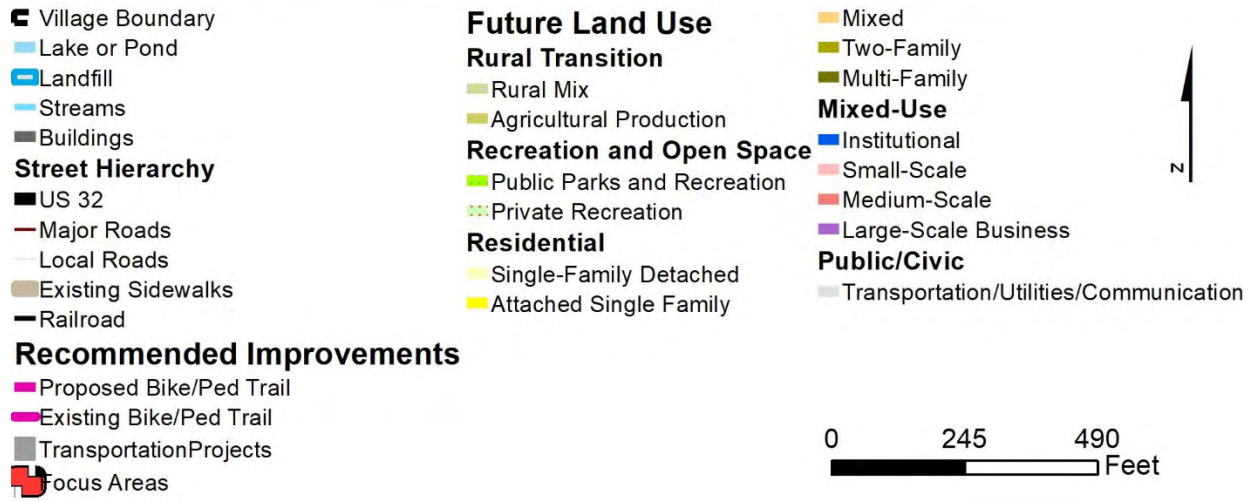 Village Boundary
Lake or Pond
Landfill
Streams
Buildings
Street Hierarchy
US 32
Major Roads
Local Roads
Existing Sidewalks
Railroad
Recommended Improvements
Proposed Bike/Ped Trail
Existing Bike/Ped Trail
TransportationProjects
Focus Areas
Future Land Use
Rural Transition
Rural Mix
Agricultural Production
Recreation and Open Space
Public Parks and Recreation
Private Recreation
Residential
Single-Family Detached
Attached Single Family
Mixed
Two-Family
Multi-Family
Mixed-Use
Institutional
Small-Scale
Medium-Scale
Large-Scale Business
Public/Civic
Transportation/Utilities/Communication
N
0 245 490
Feet